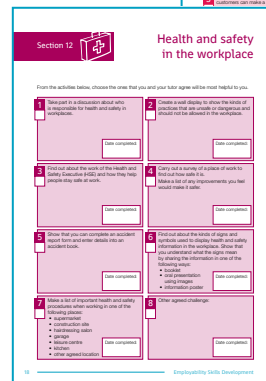 customers can make a
Section 12
Health and safety
in the workplace
From the activities below, choose the ones that you and your tutor agree will be most helpful to you.
1
Take part in a discussion about who
is responsible for health and safety in
workplaces.
Date completed:
2
Create a wall display to show the kinds of
practices that are unsafe or dangerous and
should not be allowed in the workplace.
Date completed:
3
Find out about the work of the Health and
Safety Executive (HSE) and how they help
people stay safe at work.
Date completed:
4
Carry out a survey of a place of work to
find out how safe it is.
Make a list of any improvements you feel
would make it safer.
Date completed:
5
Show that you can complete an accident
report form and enter details into an
accident book.
Date completed:
6
Find out about the kinds of signs and
symbols used to display health and safety
information in the workplace. Show that
you understand what the signs mean
by sharing the information in one of the
following ways:
• booklet
• oral presentation
using images
• information poster
Date completed:
7
Make a list of important health and safety
procedures when working in one of the
following places:
• supermarket
• construction site
• hairdressing salon
• garage
• leisure centre
• kitchen
• other agreed location
Date completed:
8
Other agreed challenge:
Date completed:
Employability Skills Development